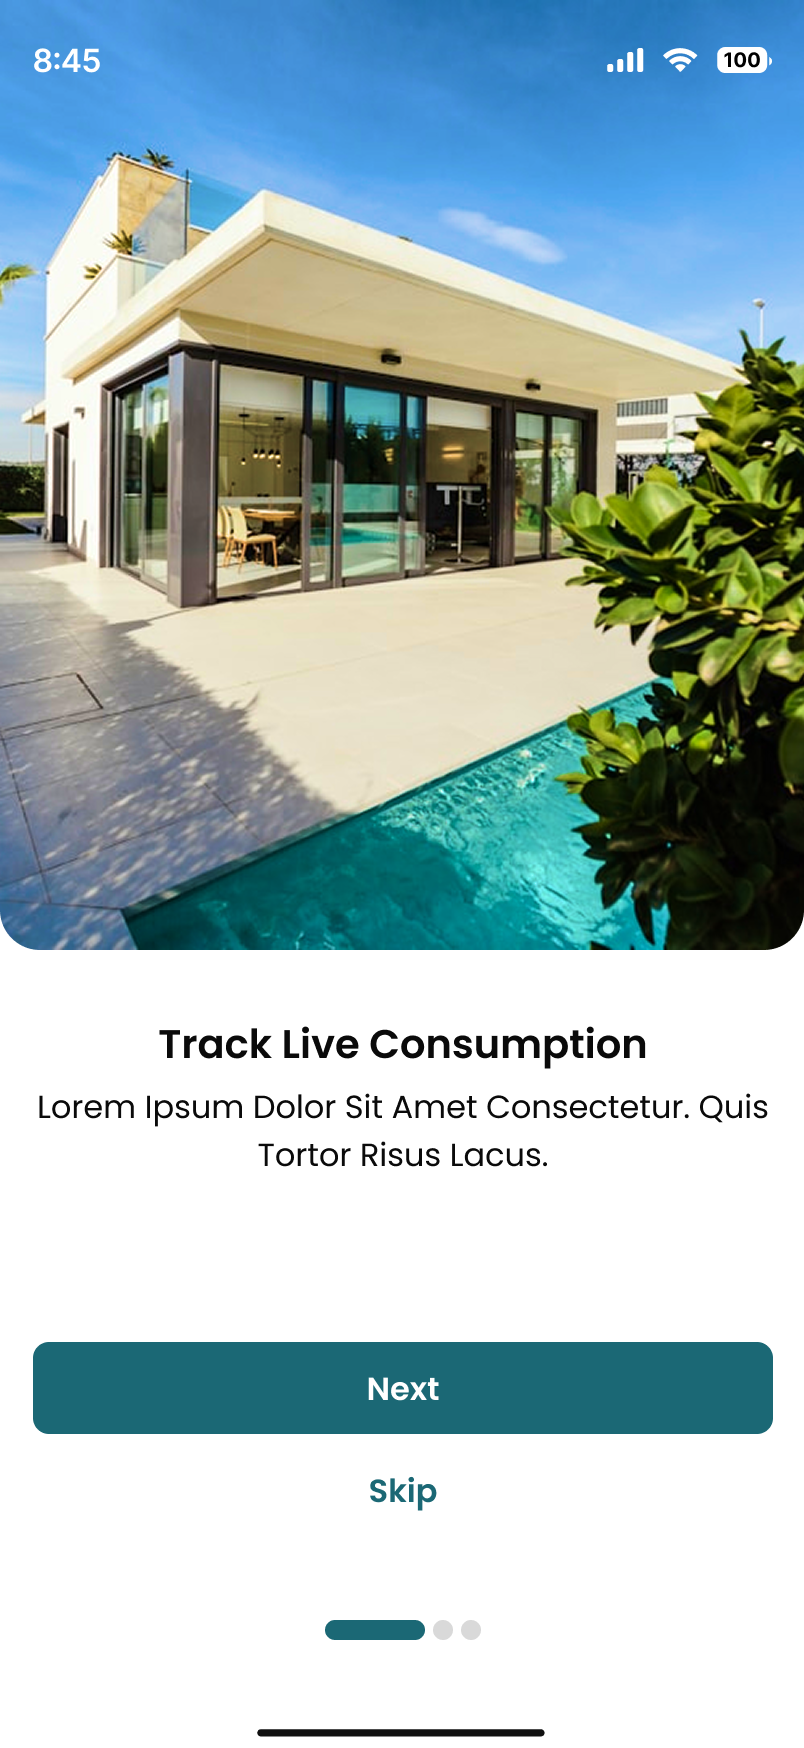 8:45
100
Track Live Consumption
Lorem Ipsum Dolor Sit Amet Consectetur. Quis
Tortor Risus Lacus.
Next
Skip